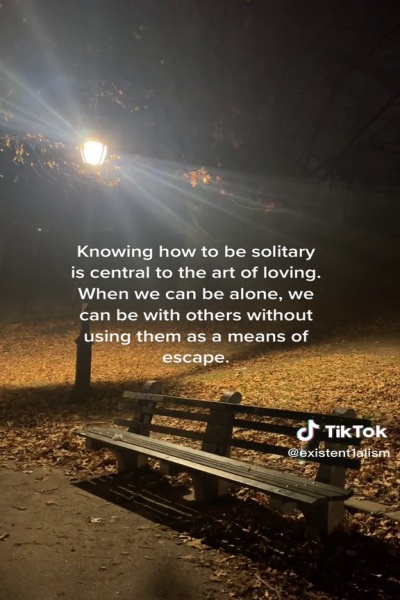 Knowing how to be solitary
is central to the art of loving.
When we can be alone, we
can be with others without
using them as a means of
escape.
TikTok
@existent1alism